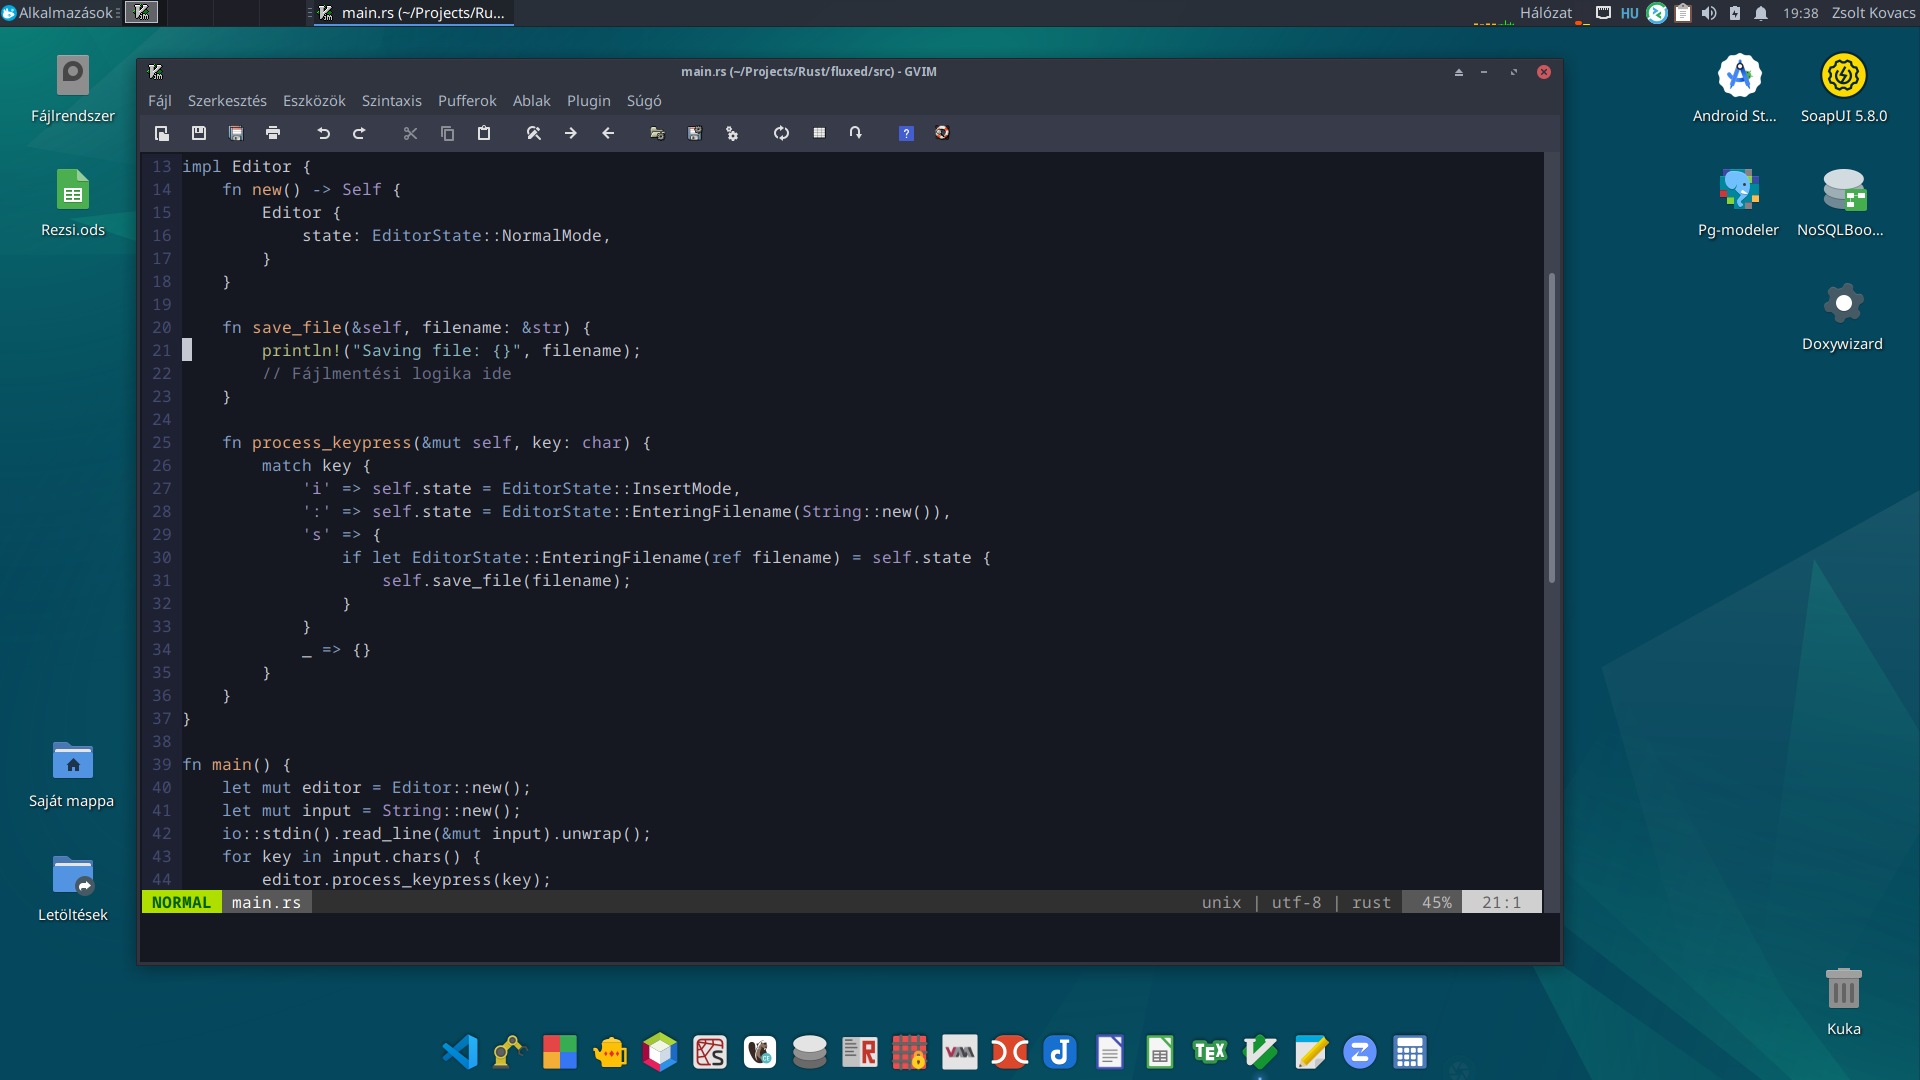 Alkalmazások
main.rs (~/Projects/Ru...
Hálózat
HU
19:38
Zsolt Kovacs
main.rs (~/Projects/Rust/fluxed/src) - GVIM
Fájl Szerkesztés Eszközök Szintaxis Pufferok Ablak Plugin Súgó
13 impl Editor {
14     fn new() -> Self {
15         Editor {
16             state: EditorState::NormalMode,
17         }
18     }
19
20     fn save_file(&self, filename: &str) {
21         println!("Saving file: {}", filename);
22         // Fájlmentési logika ide
23     }
24
25     fn process_keypress(&mut self, key: char) {
26         match key {
27             'i' => self.state = EditorState::InsertMode,
28             ':' => self.state = EditorState::EnteringFilename(String::new()),
29             's' => {
30                 if let EditorState::EnteringFilename(ref filename) = self.state {
31                     self.save_file(filename);
32                 }
33             }
34             _ => {}
35         }
36     }
37 }
38
39 fn main() {
40     let mut editor = Editor::new();
41     let mut input = String::new();
42     io::stdin().read_line(&mut input).unwrap();
43     for key in input.chars() {
44         editor.process_keypress(key);
NORMAL main.rs unix | utf-8 | rust 45% 21:1
Fájlrendszer
Rezsi.ods
Saját mappa
Letöltések
Android St...
SoapUI 5.8.0
Pg-modeler
NoSQLBoo...
Doxywizard
Kuka
TEX